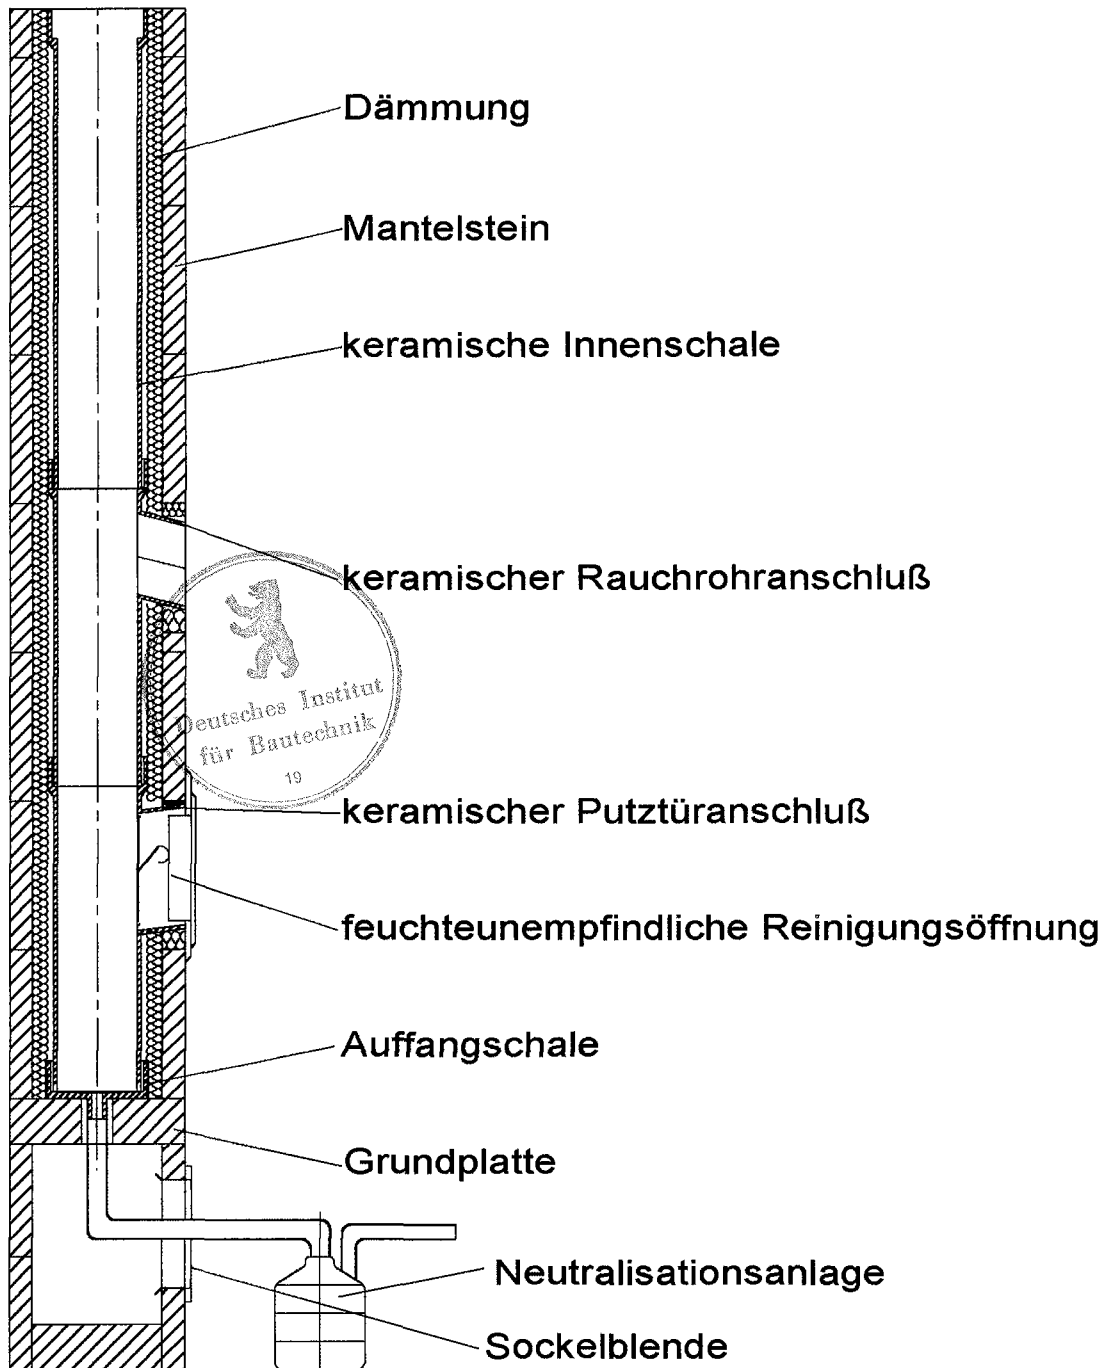 Dämmung
Mantelstein
keramische Innenschale
keramischer Rauchrohranschluß
Deutsches Institut
für Bautechnik
19
keramischer Putztüranschluß
feuchteunempfindliche Reinigungsöffnung
Auffangschale
Grundplatte
Neutralisationsanlage
Sockelblende